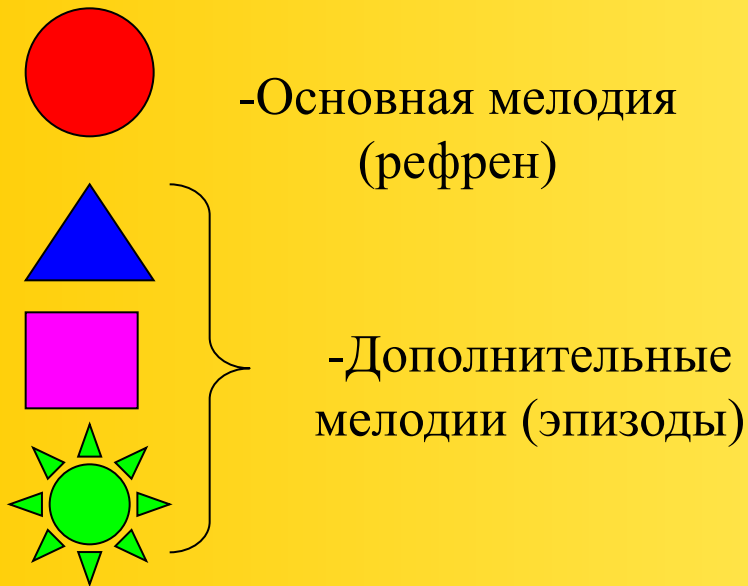 -Основная мелодия
(рефрен)
-Дополнительные
мелодии (эпизоды)